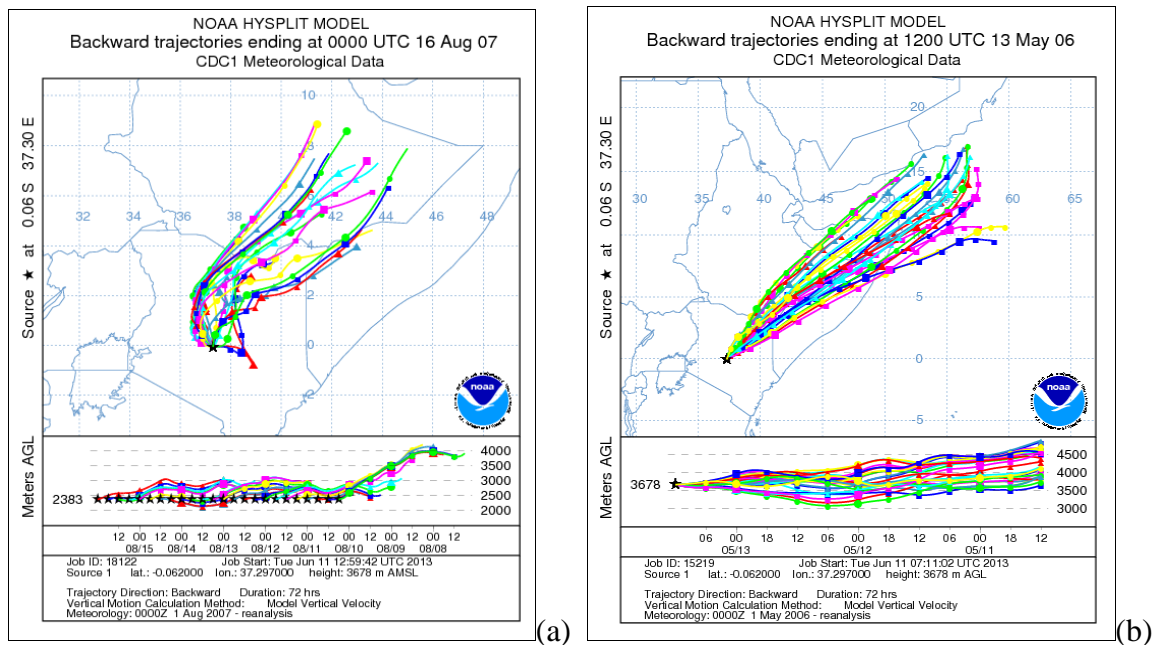 NOAA HYSPLIT MODEL
Backward trajectories ending at 0000 UTC 16 Aug 07
CDC1 Meteorological Data
Source ★ at 0.06 S 37.30 E
10
8
6
32 34 36 38 40 42 44 46 48
4
2
0
2
noaa
Meters AGL
2383
4000
3500
3000
2500
2000
12 00 12 00 12 00 12 00 12 00 12 00 12 00 12 00 12
08/15 08/14 08/13 08/12 08/11 08/10 08/09 08/08
Job ID: 18122 Job Start: Tue Jun 11 12:59:42 UTC 2013
Source 1 lat.: -0.062000 lon.: 37.297000 height: 3678 m AMSL
Trajectory Direction: Backward Duration: 72 hrs
Vertical Motion Calculation Method: Model Vertical Velocity
Meteorology: 0000Z 1 Aug 2007 - reanalysis
(a)
NOAA HYSPLIT MODEL
Backward trajectories ending at 1200 UTC 13 May 06
CDC1 Meteorological Data
Source ★ at 0.06 S 37.30 E
20
15
30 35 40 45 50 55 60 65
5
0
-5
noaa
Meters AGL
3678
4500
4000
3500
3000
06 00 18 12 06 00 18 12 06 00 18 12
05/13 05/12 05/11
Job ID: 15219 Job Start: Tue Jun 11 07:11:02 UTC 2013
Source 1 lat.: -0.062000 lon.: 37.297000 height: 3678 m AGL
Trajectory Direction: Backward Duration: 72 hrs
Vertical Motion Calculation Method: Model Vertical Velocity
Meteorology: 0000Z 1 May 2006 - reanalysis
(b)